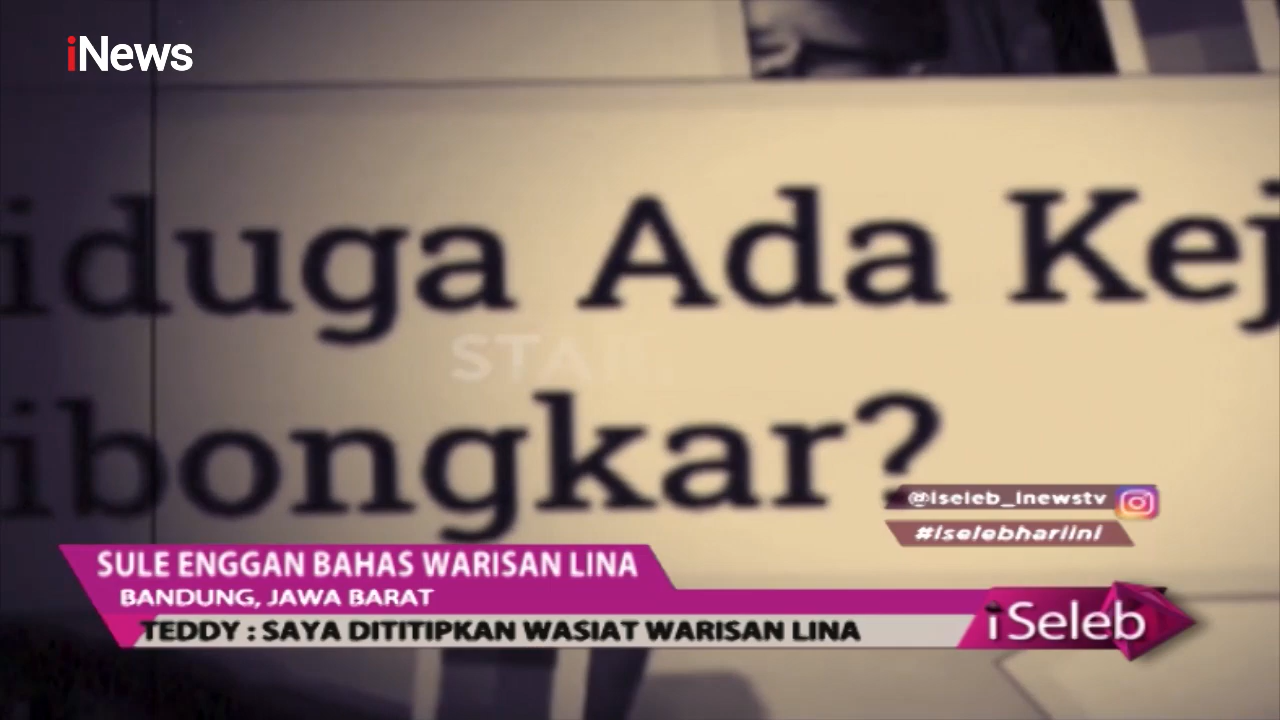 iNews
iduga Ada Kej
ibongkar?
@iseleb_inewstv
#iselebhariini
SULE ENGGAN BAHAS WARISAN LINA
BANDUNG, JAWA BARAT
TEDDY : SAYA DITITIPKAN WASIAT WARISAN LINA
iSeleb